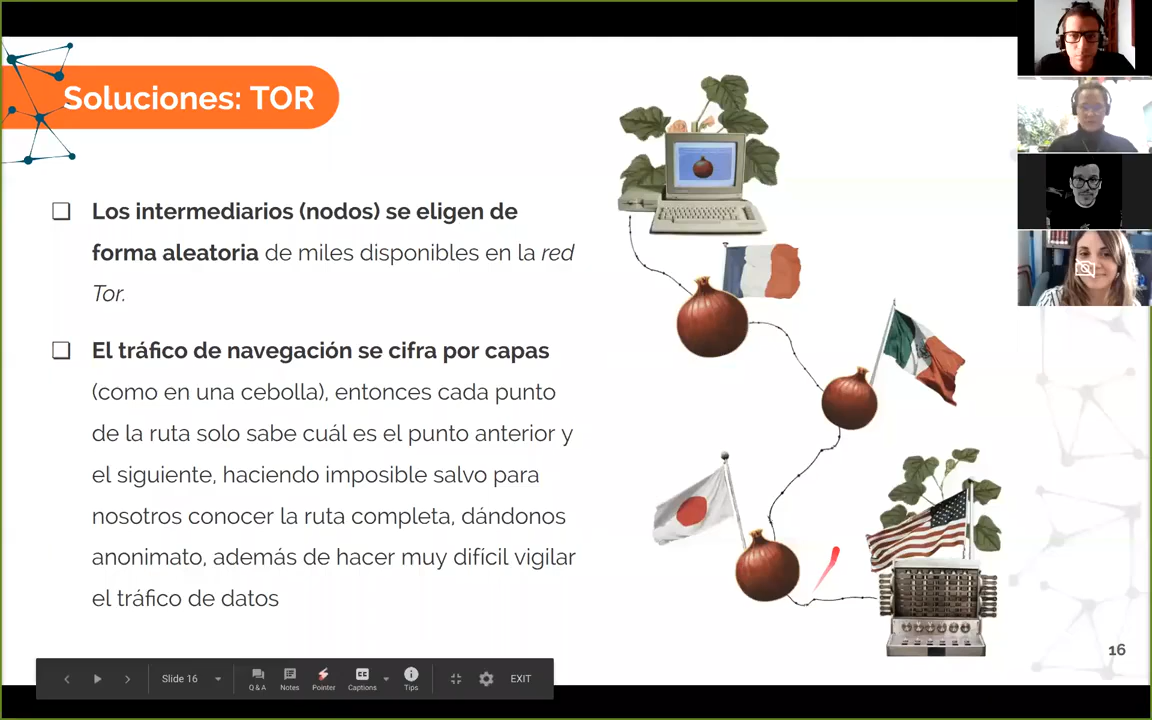 Soluciones: TOR
❏ Los intermediarios (nodos) se eligen de
forma aleatoria de miles disponibles en la red
Tor.
❏ El tráfico de navegación se cifra por capas
(como en una cebolla), entonces cada punto
de la ruta solo sabe cuál es el punto anterior y
el siguiente, haciendo imposible salvo para
nosotros conocer la ruta completa, dándonos
anonimato, además de hacer muy difícil vigilar
el tráfico de datos
16
Slide 16
Q & A
Notes
Pointer
CC
Captions
Tips
EXIT